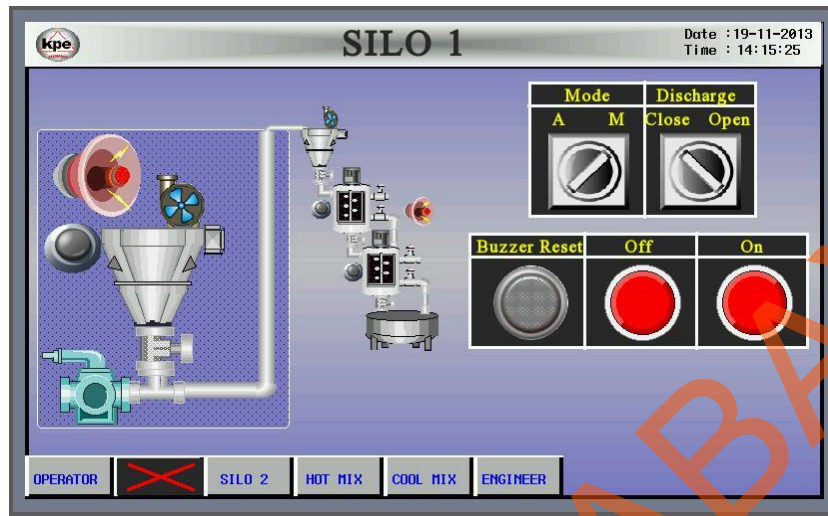 kpe
SILO 1
Date :19-11-2013
Time : 14:15:25
Mode
Discharge
A M
Close Open
Buzzer Reset
Off
On
OPERATOR
SILO 2
HOT MIX
COOL MIX
ENGINEER